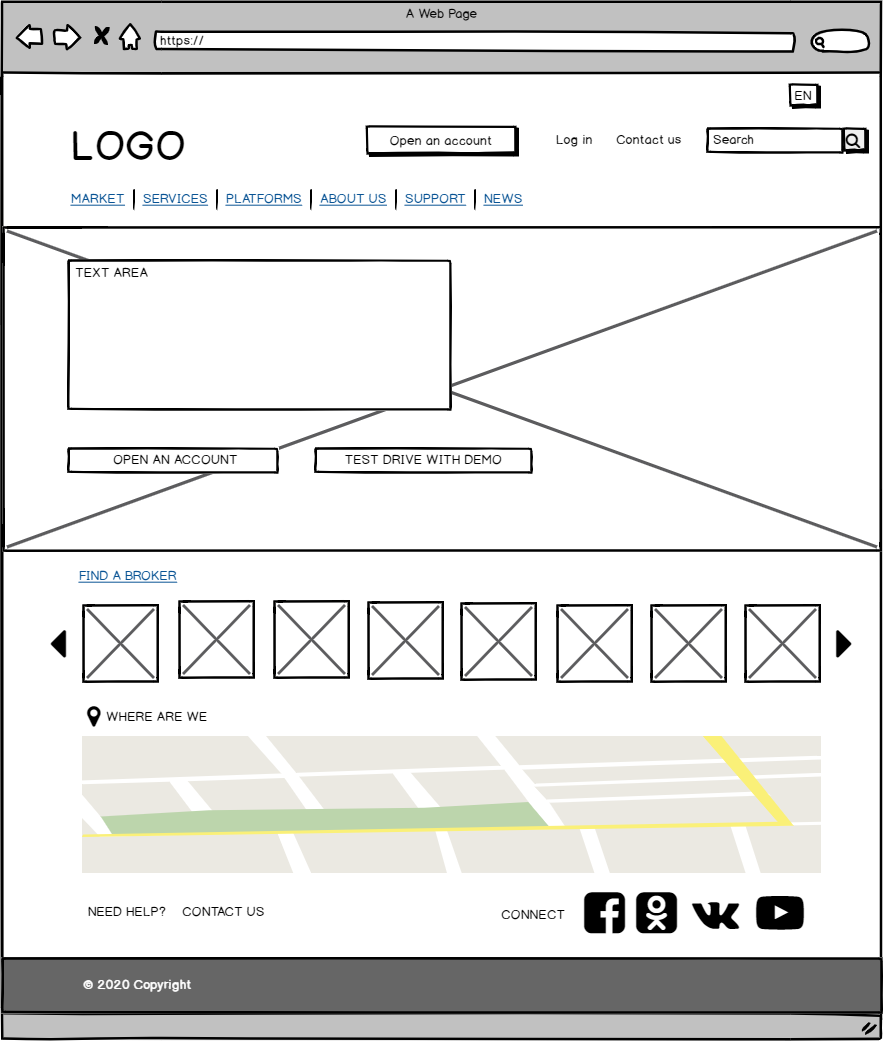 A Web Page
https://
EN
LOGO
Open an account
Log in
Contact us
Search
MARKET
SERVICES
PLATFORMS
ABOUT US
SUPPORT
NEWS
TEXT AREA
OPEN AN ACCOUNT
TEST DRIVE WITH DEMO
FIND A BROKER
WHERE ARE WE
NEED HELP?
CONTACT US
CONNECT
© 2020 Copyright